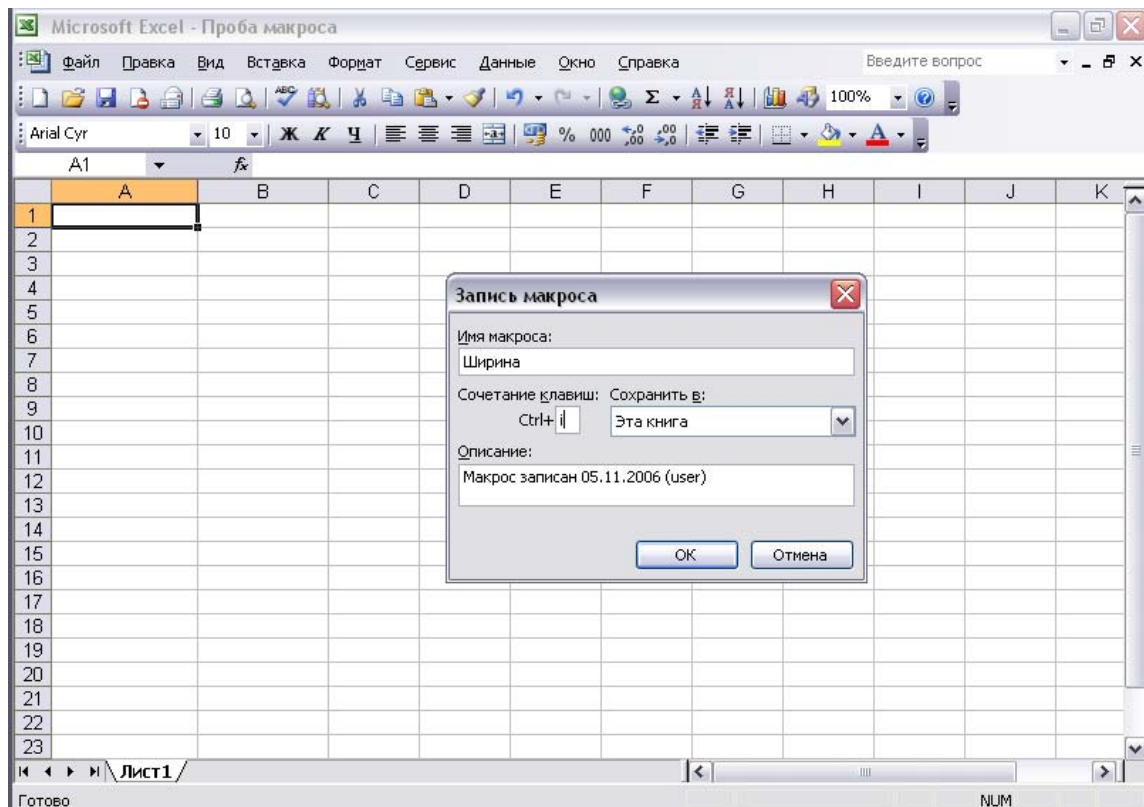 Microsoft Excel - Проба макроса
Файл Правка Вид Вставка Формат Сервис Данные Окно Справка Введите вопрос
100%
Arial Cyr 10 Ж К Ч % 000
A1 fx
A B C D E F G H I J K
1
2
3
4
5
6
7
8
9
10
11
12
13
14
15
16
17
18
19
20
21
22
23
Запись макроса
Имя макроса:
Ширина
Сочетание клавиш: Сохранить в:
Ctrl+ i Эта книга
Описание:
Макрос записан 05.11.2006 (user)
ОК Отмена
Лист1
Готово NUM